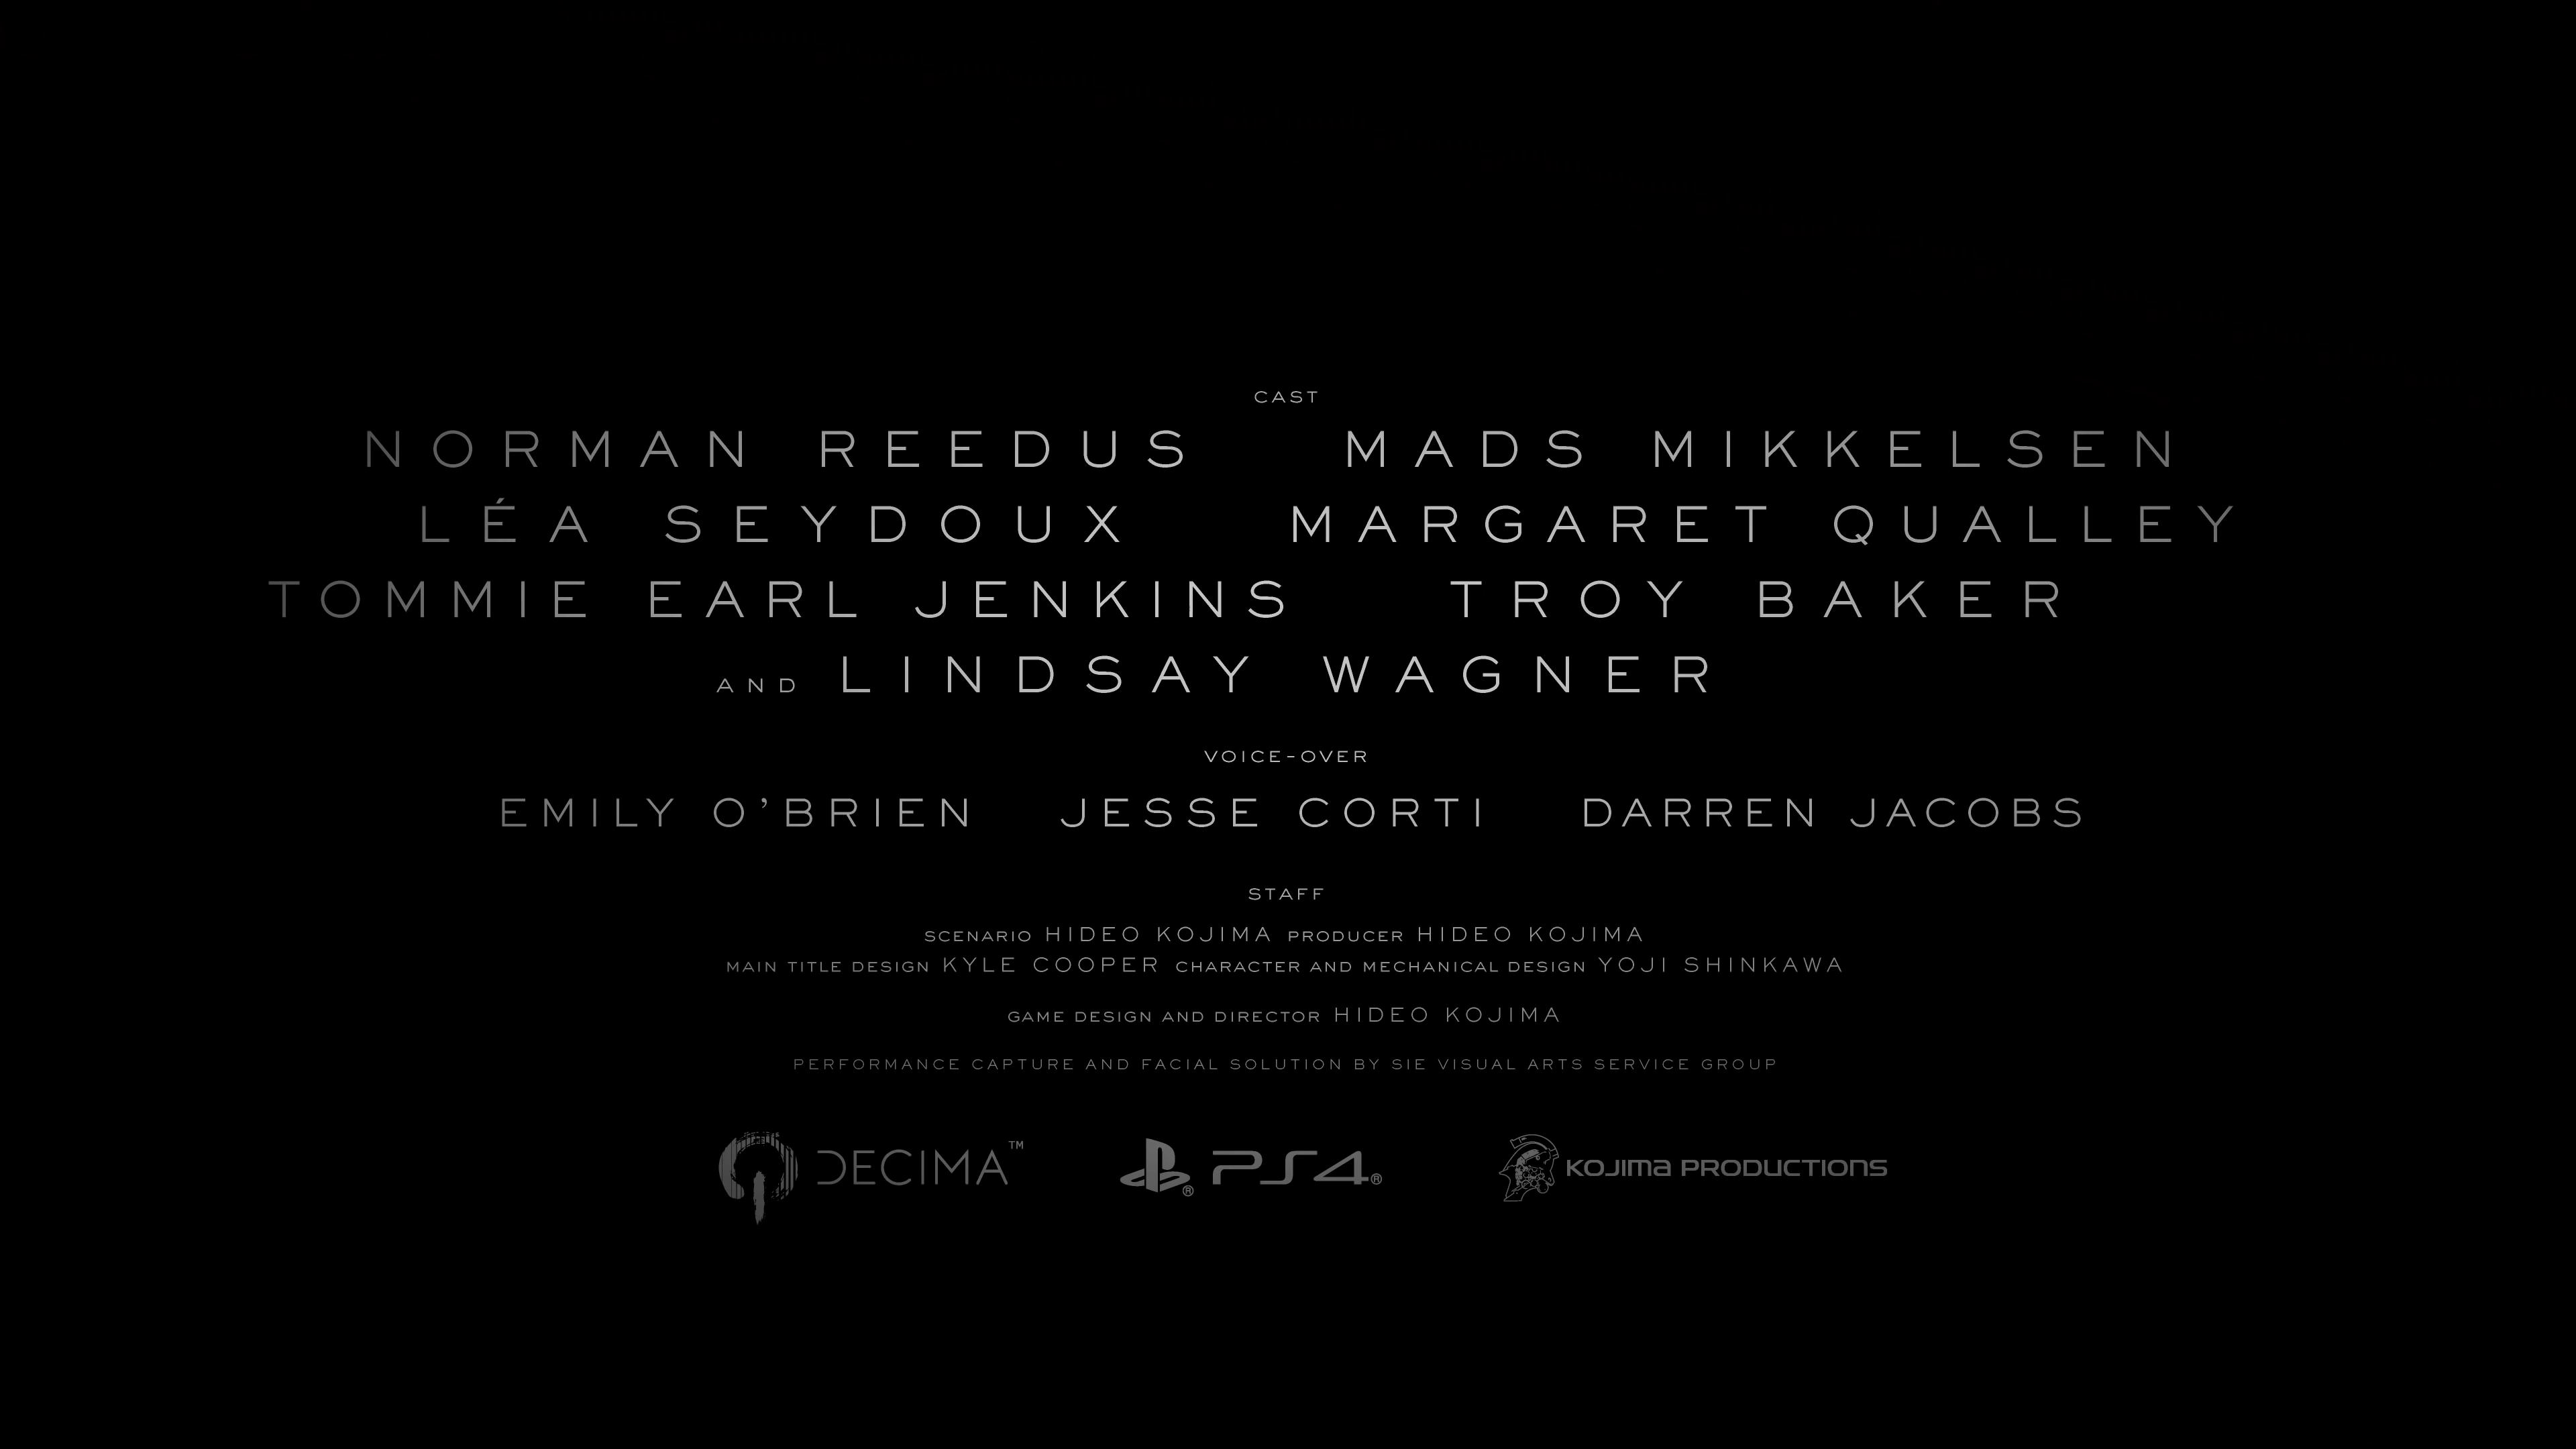 CAST
NORMAN REEDUS MADS MIKKELSEN
LÉA SEYDOUX MARGARET QUALLEY
TOMMIE EARL JENKINS TROY BAKER
AND LINDSAY WAGNER
VOICE-OVER
EMILY O’BRIEN JESSE CORTI DARREN JACOBS
STAFF
SCENARIO HIDEO KOJIMA PRODUCER HIDEO KOJIMA
MAIN TITLE DESIGN KYLE COOPER CHARACTER AND MECHANICAL DESIGN YOJI SHINKAWA
GAME DESIGN AND DIRECTOR HIDEO KOJIMA
PERFORMANCE CAPTURE AND FACIAL SOLUTION BY SIE VISUAL ARTS SERVICE GROUP
DECIMA™ PS4® KOJIMA PRODUCTIONS